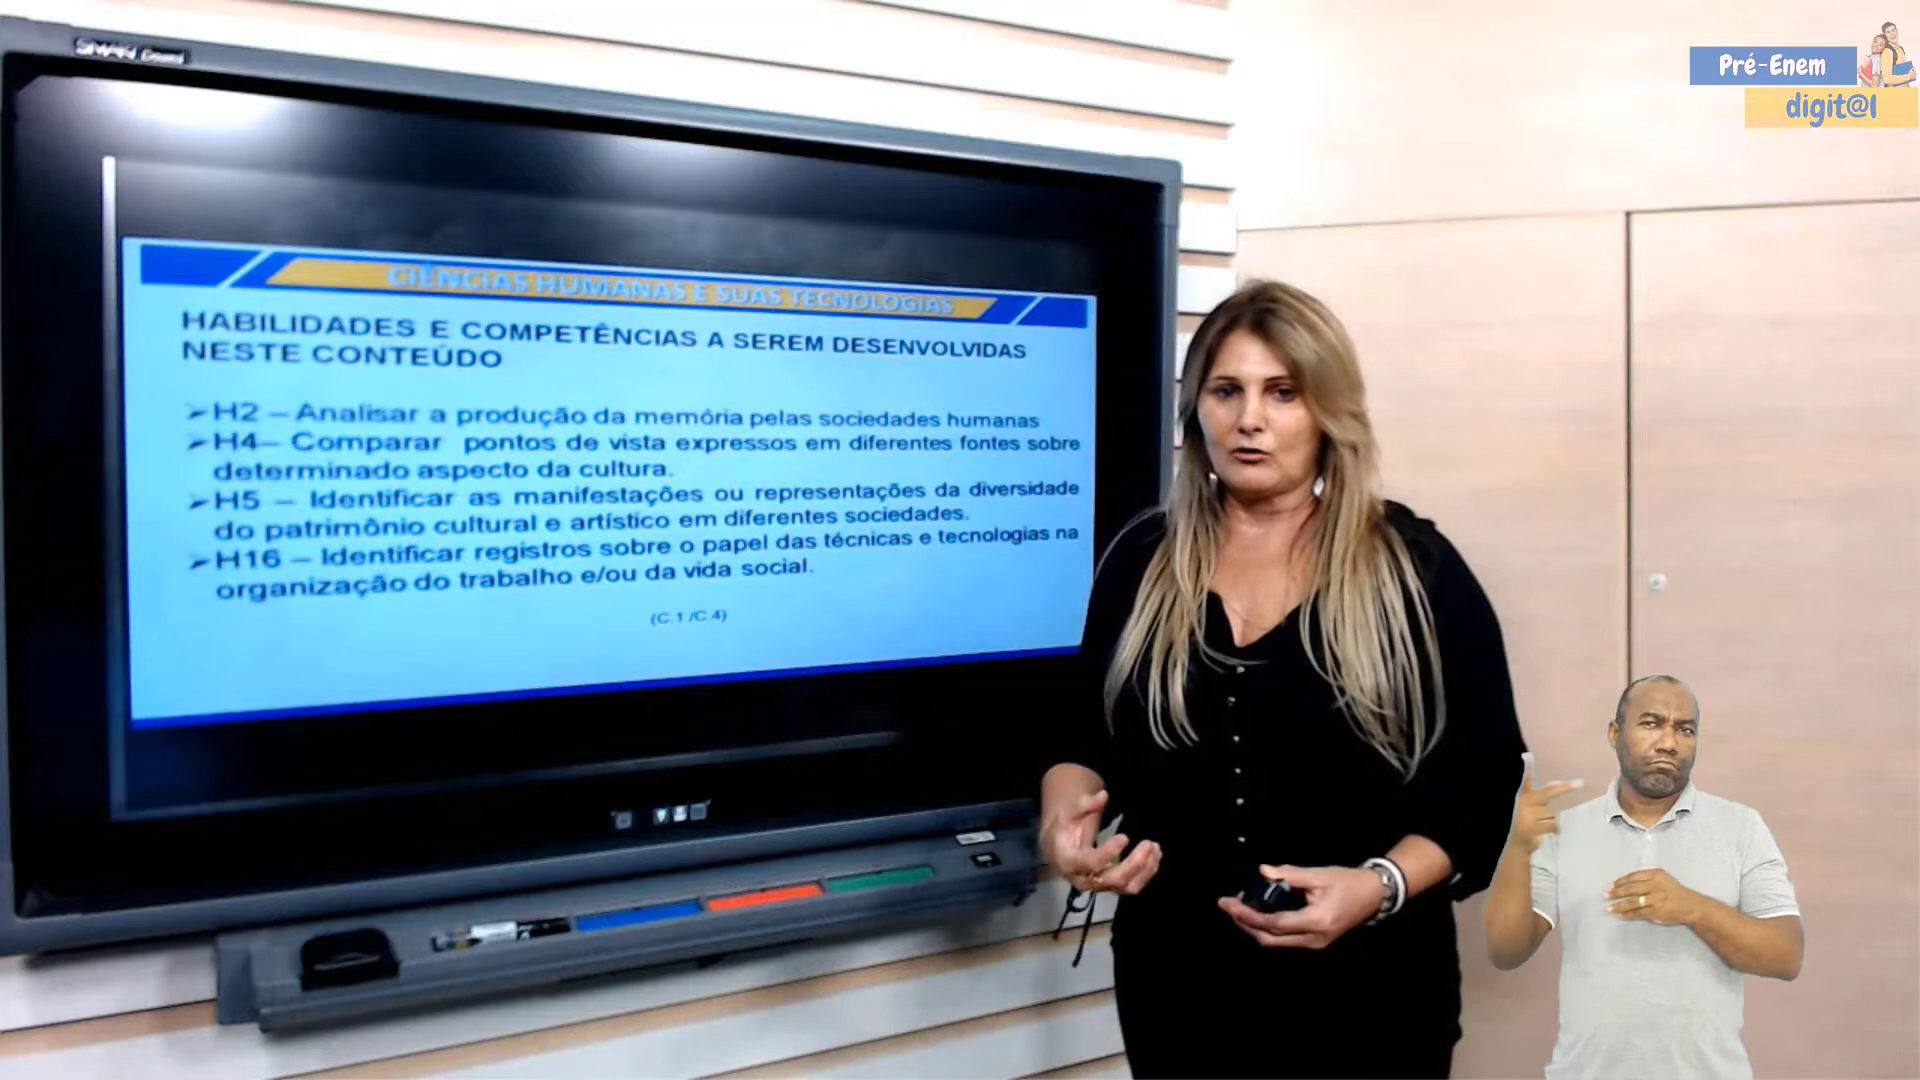 Pré-Enem
digit@l
CIÊNCIAS HUMANAS E SUAS TECNOLOGIAS
HABILIDADES E COMPETÊNCIAS A SEREM DESENVOLVIDAS
NESTE CONTEÚDO
➢H2 – Analisar a produção da memória pelas sociedades humanas
➢H4– Comparar pontos de vista expressos em diferentes fontes sobre
determinado aspecto da cultura.
➢H5 – Identificar as manifestações ou representações da diversidade
do patrimônio cultural e artístico em diferentes sociedades.
➢H16 – Identificar registros sobre o papel das técnicas e tecnologias na
organização do trabalho e/ou da vida social.
(C.1 /C.4)